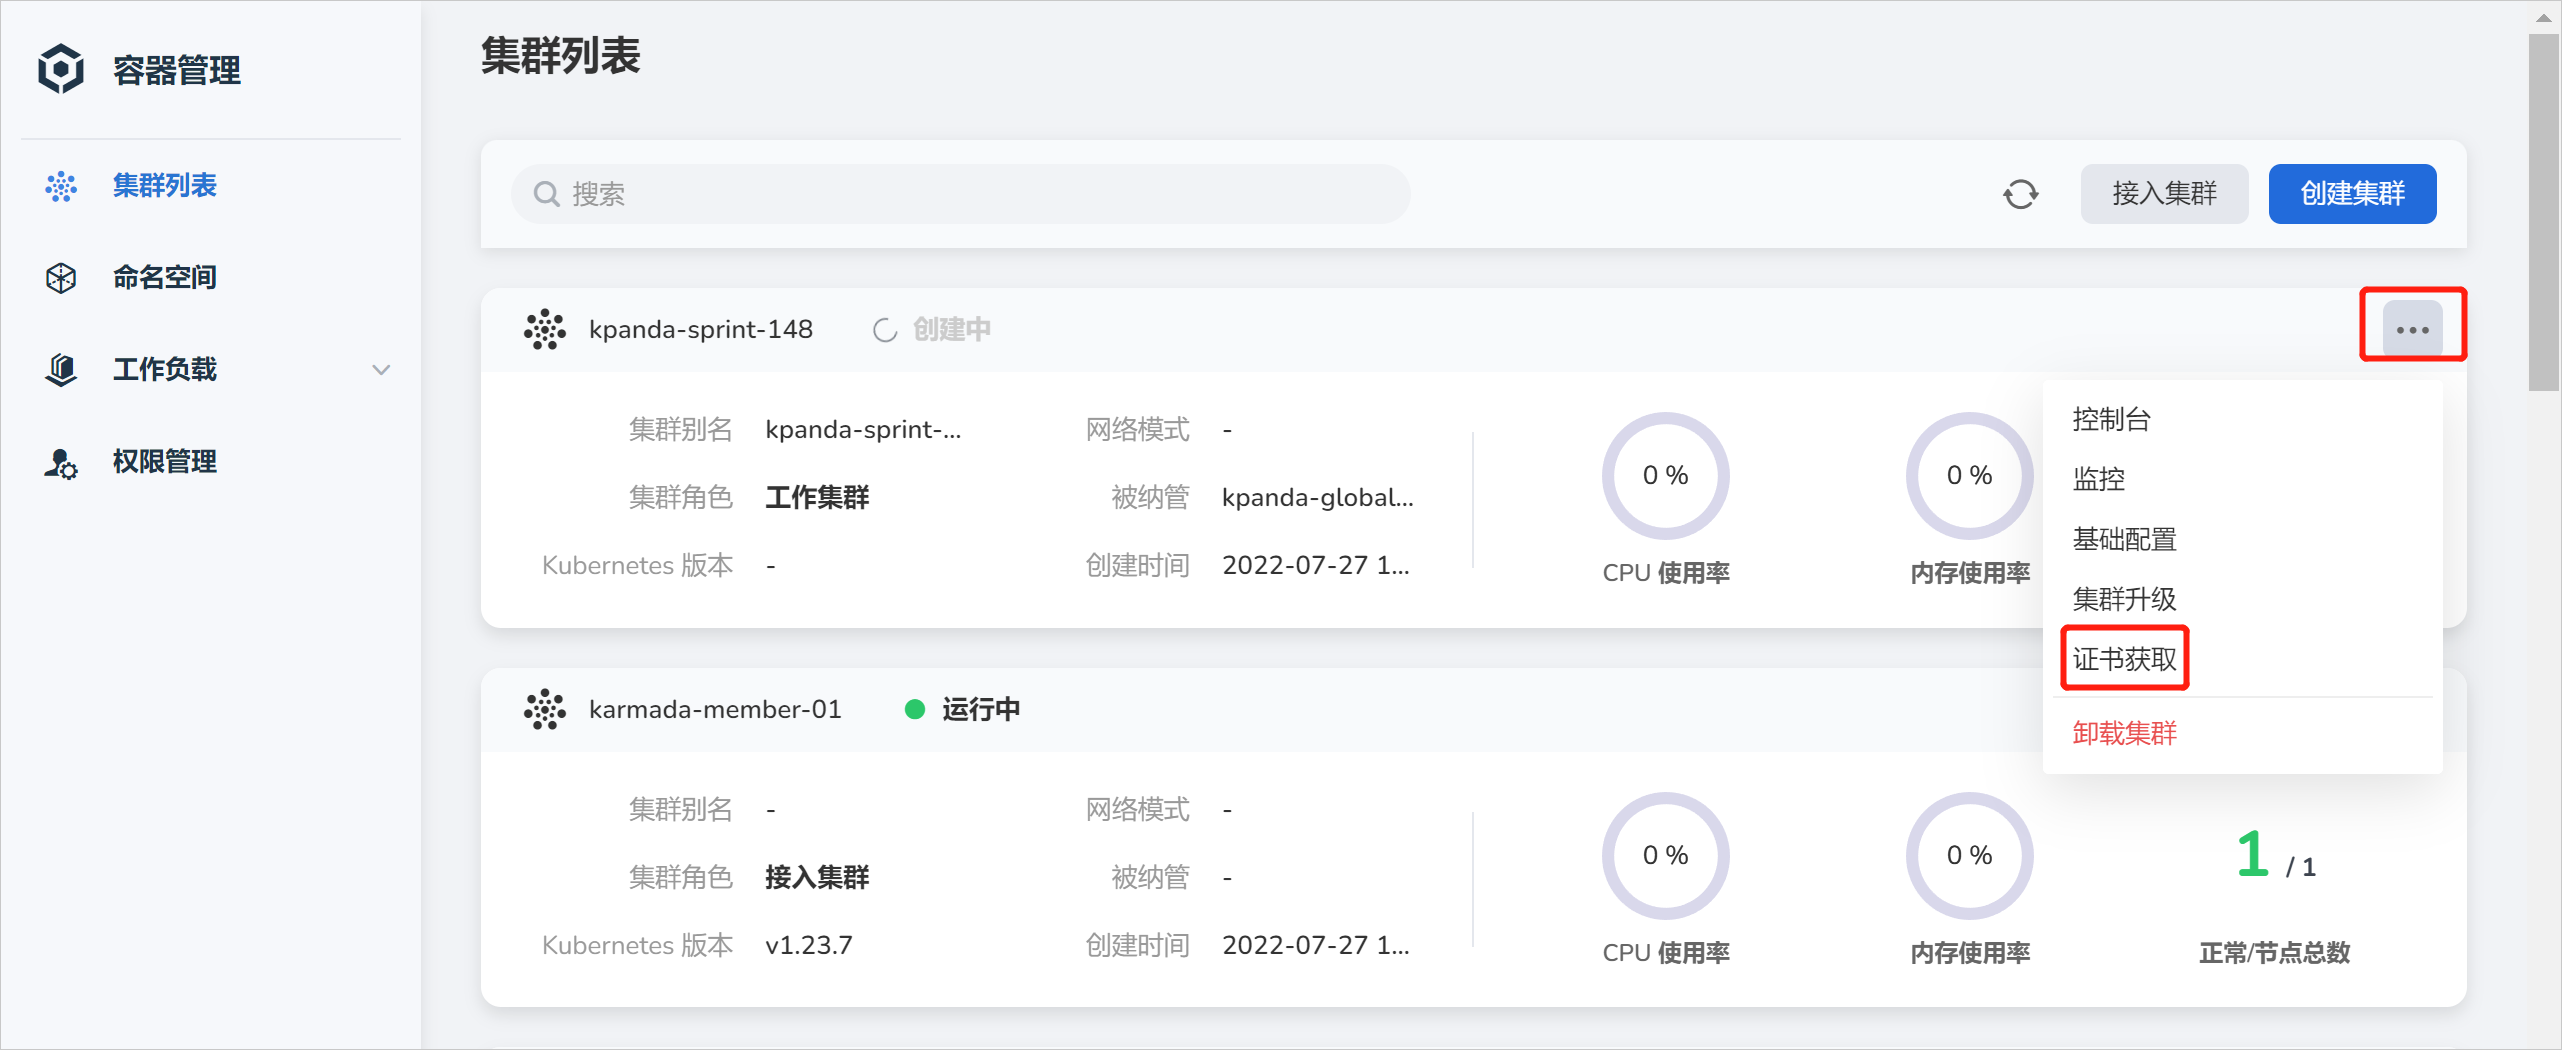 容器管理
集群列表
命名空间
工作负载
权限管理
集群列表
搜索
接入集群
创建集群
kpanda-sprint-148 创建中
集群别名 kpanda-sprint-... 网络模式 -
集群角色 工作集群 被纳管 kpanda-global...
Kubernetes 版本 - 创建时间 2022-07-27 1...
0 %
CPU 使用率
0 %
内存使用率
控制台
监控
基础配置
集群升级
证书获取
卸载集群
karmada-member-01 运行中
集群别名 - 网络模式 -
集群角色 接入集群 被纳管 -
Kubernetes 版本 v1.23.7 创建时间 2022-07-27 1...
0 %
CPU 使用率
0 %
内存使用率
1 / 1
正常/节点总数